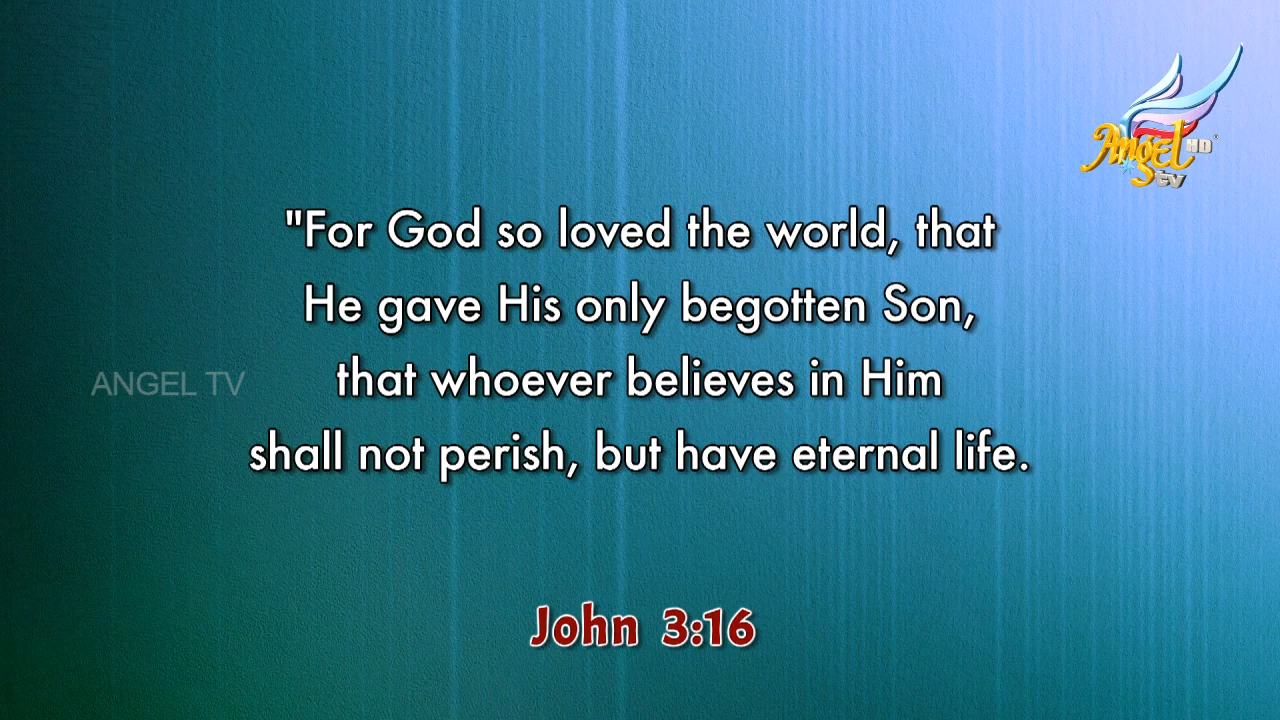 Angel HD
tv
"For God so loved the world, that
He gave His only begotten Son,
that whoever believes in Him
ANGEL TV
shall not perish, but have eternal life.
John 3:16